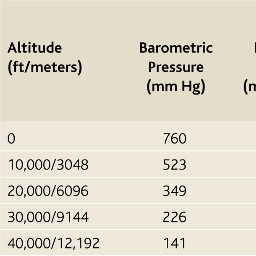 Altitude
(ft/meters)
Barometric
Pressure
(mm Hg)
0 760
10,000/3048 523
20,000/6096 349
30,000/9144 226
40,000/12,192 141